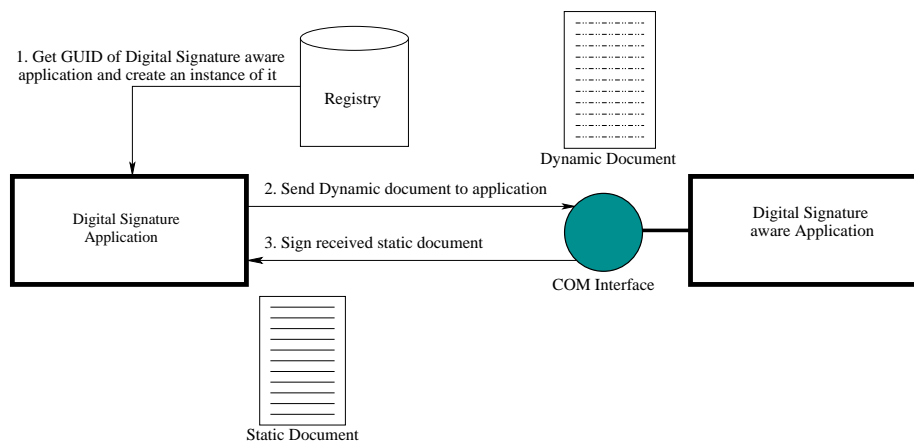 1. Get GUID of Digital Signature aware
application and create an instance of it
Registry
Dynamic Document
Digital Signature
Application
2. Send Dynamic document to application
3. Sign received static document
COM Interface
Digital Signature
aware Application
Static Document